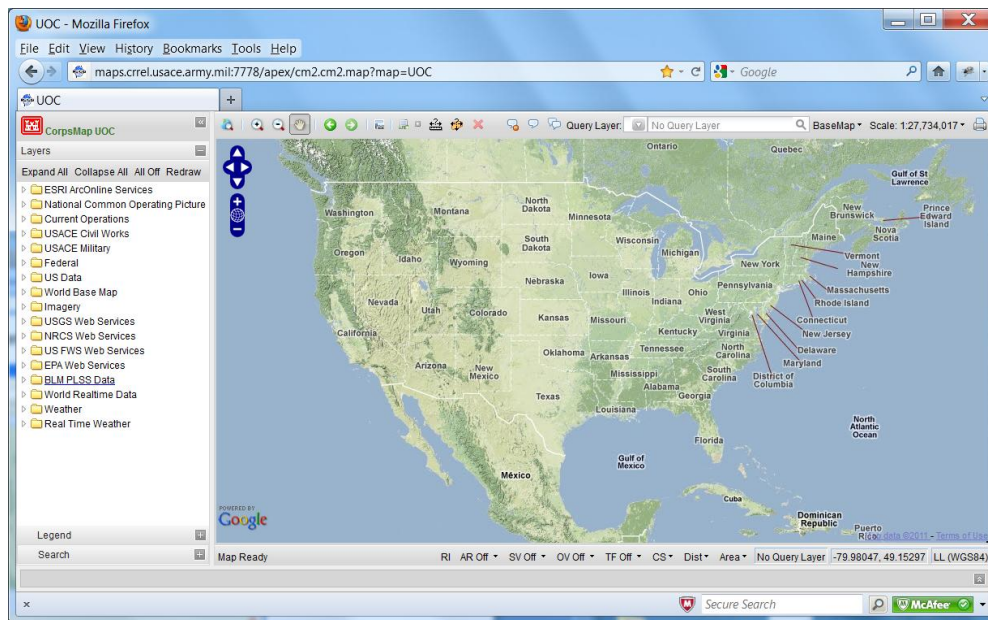 UOC - Mozilla Firefox
File Edit View History Bookmarks Tools Help
maps.crrel.usace.army.mil:7778/apex/cm2.cm2.map?map=UOC
Google
UOC
CorpsMap UOC
Query Layer: No Query Layer
BaseMap
Scale: 1:27,734,017
Layers
Expand All Collapse All All Off Redraw
ESRI ArcOnline Services
National Common Operating Picture
Current Operations
USACE Civil Works
USACE Military
Federal
US Data
World Base Map
Imagery
USGS Web Services
NRCS Web Services
US FWS Web Services
EPA Web Services
BLM PLSS Data
World Realtime Data
Weather
Real Time Weather
Legend
Search
Ontario
Quebec
Gulf of St
Lawrence
Washington
Montana
North
Dakota
Minnesota
New
Brunswick
Prince
Edward
Island
Nova
Scotia
Maine
Oregon
Idaho
Wyoming
South
Dakota
Wisconsin
Michigan
New York
Vermont
New
Hampshire
Massachusetts
Rhode Island
Connecticut
New Jersey
Delaware
Maryland
District of
Columbia
Nebraska
Iowa
Illinois
Indiana
Ohio
Pennsylvania
Nevada
Utah
Colorado
Kansas
Missouri
West
Virginia
Kentucky
Virginia
California
Oklahoma
Arkansas
Tennessee
North
Carolina
Arizona
New
Mexico
Mississippi
Alabama
South
Carolina
Georgia
Texas
Louisiana
Florida
North
Atlantic
Ocean
Gulf of
Mexico
México
Cuba
Dominican
Republic
Puerto
Rico
POWERED BY
Google
data ©2011 - Terms of Use
Map Ready
RI AR Off SV Off OV Off TF Off CS Dist Area No Query Layer -79.98047, 49.15297 LL (WGS84)
Secure Search
McAfee